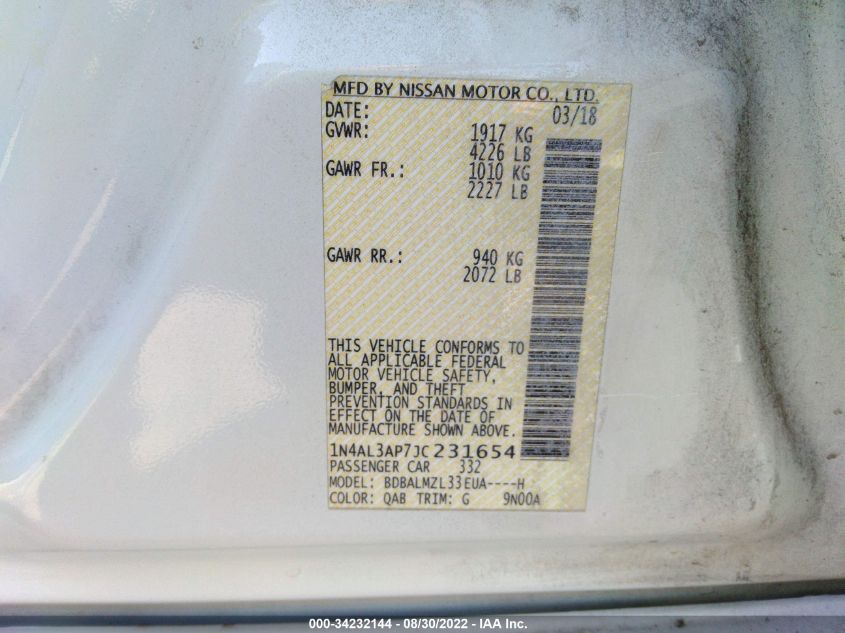 MFD BY NISSAN MOTOR CO., LTD.
DATE: 03/18
GVWR: 1917 KG
4226 LB
GAWR FR.: 1010 KG
2227 LB
GAWR RR.: 940 KG
2072 LB
THIS VEHICLE CONFORMS TO
ALL APPLICABLE FEDERAL
MOTOR VEHICLE SAFETY,
BUMPER, AND THEFT
PREVENTION STANDARDS IN
EFFECT ON THE DATE OF
MANUFACTURE SHOWN ABOVE.
1N4AL3AP7JC231654
PASSENGER CAR 332
MODEL: BDBALMZL33EUA----H
COLOR: QAB TRIM: G 9N00A
000-34232144 - 08/30/2022 - IAA Inc.